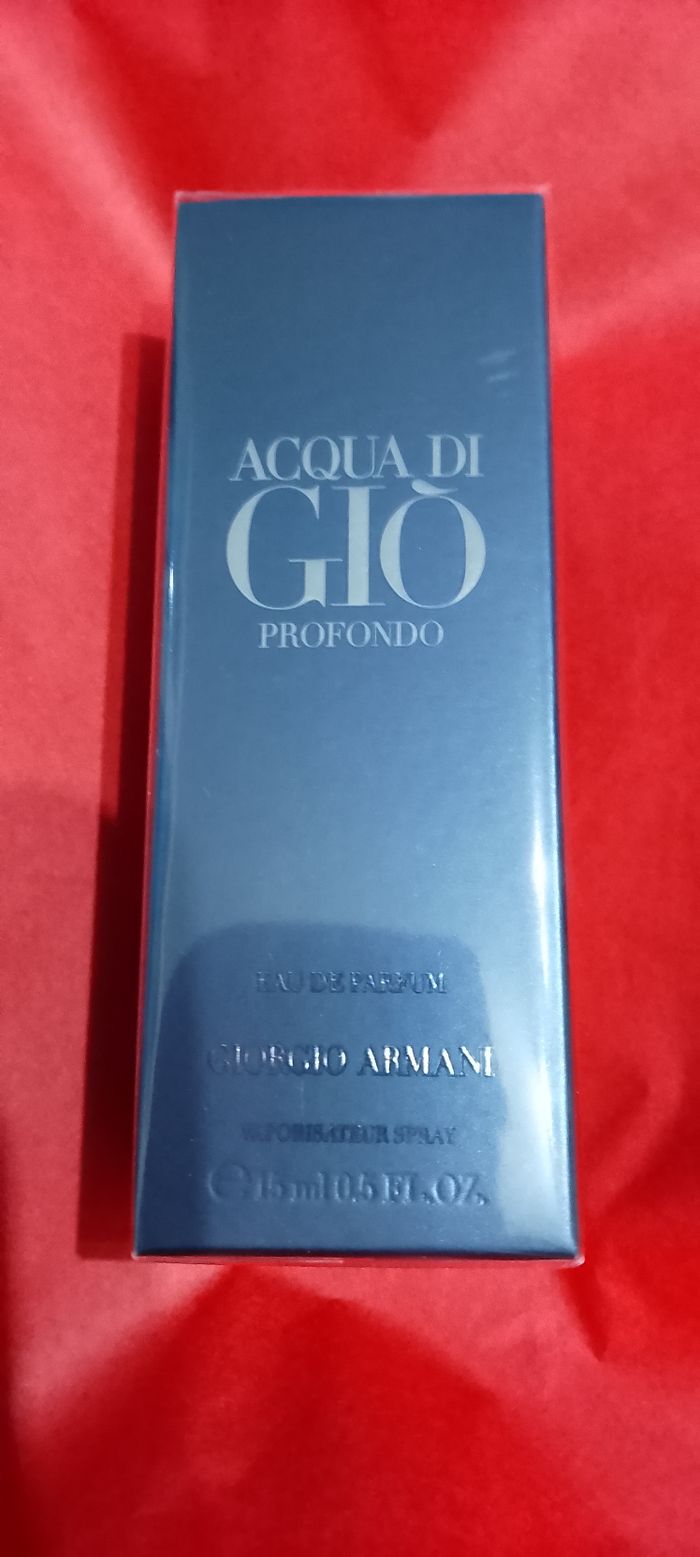 ACQUA DI
GIÒ
PROFONDO
EAU DE PARFUM
GIORGIO ARMANI
VAPORISATEUR SPRAY
℮ 15 ml 0.5 FL. OZ.